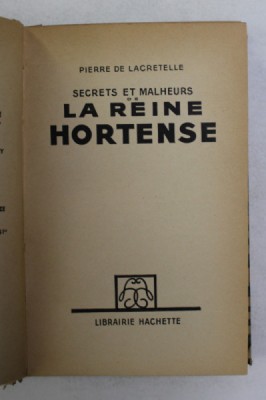 PIERRE DE LACRETELLE
SECRETS ET MALHEURS
DE
LA REINE
HORTENSE
LIBRAIRIE HACHETTE